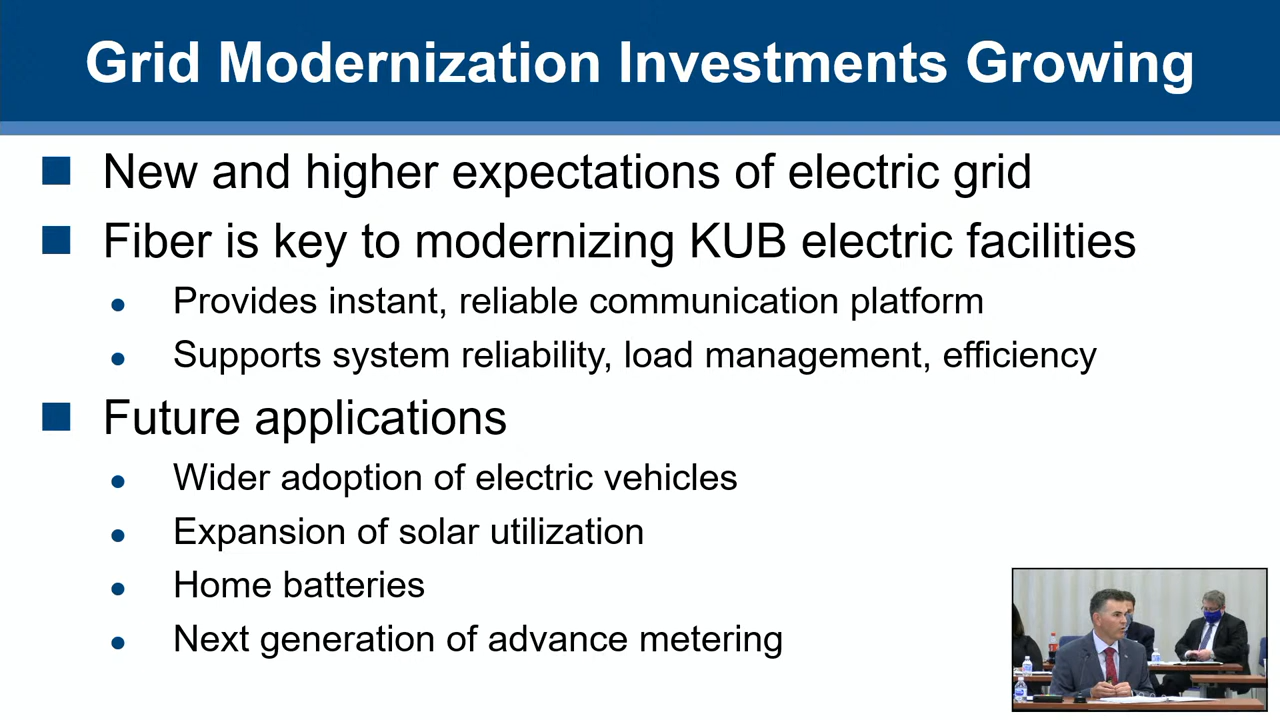 Grid Modernization Investments Growing
New and higher expectations of electric grid
Fiber is key to modernizing KUB electric facilities
Provides instant, reliable communication platform
Supports system reliability, load management, efficiency
Future applications
Wider adoption of electric vehicles
Expansion of solar utilization
Home batteries
Next generation of advance metering